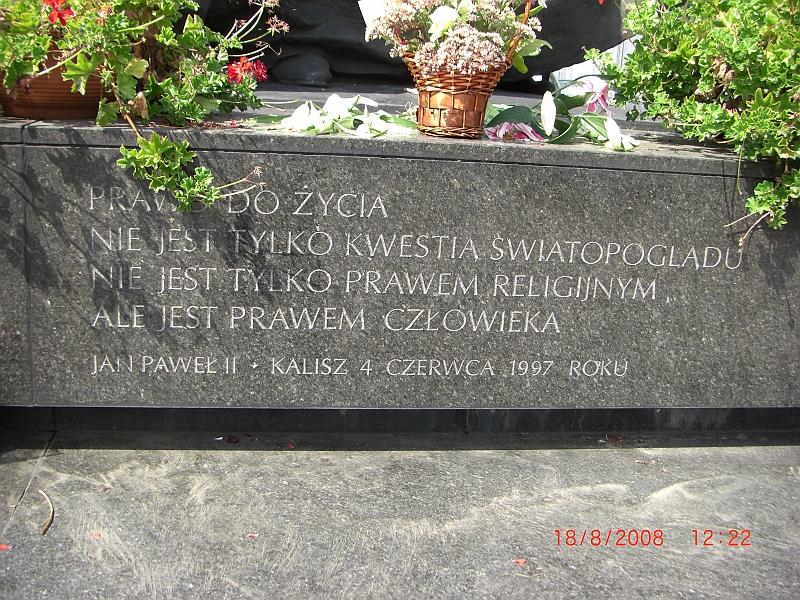 PRAWO DO ŻYCIA
NIE JEST TYLKO KWESTIĄ ŚWIATOPOGLĄDU
NIE JEST TYLKO PRAWEM RELIGIJNYM
ALE JEST PRAWEM CZŁOWIEKA
JAN PAWEŁ II • KALISZ 4 CZERWCA 1997 ROKU
18/8/2008 12:22